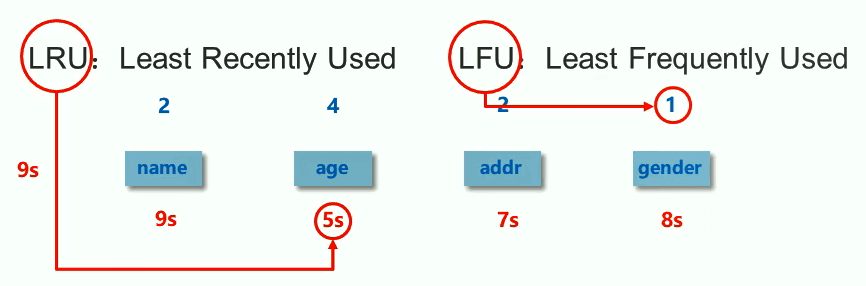 LRU： Least Recently Used
LFU： Least Frequently Used
2 4 2 1
9s
name age addr gender
9s 5s 7s 8s